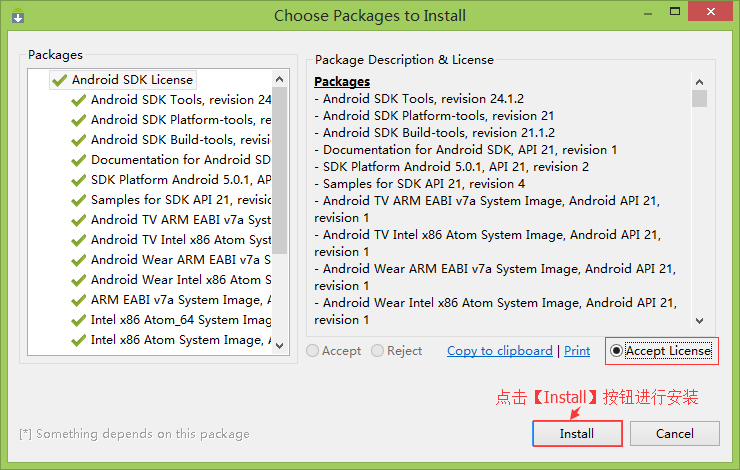 Choose Packages to Install
Packages
Android SDK License
Android SDK Tools, revision 24
Android SDK Platform-tools, re
Android SDK Build-tools, revisi
Documentation for Android SD
SDK Platform Android 5.0.1, AP
Samples for SDK API 21, revisio
Android TV ARM EABI v7a Syst
Android TV Intel x86 Atom Syst
Android Wear ARM EABI v7a S
Android Wear Intel x86 Atom S
ARM EABI v7a System Image, A
Intel x86 Atom_64 System Imag
Intel x86 Atom System Image, A
Package Description & License
Packages
- Android SDK Tools, revision 24.1.2
- Android SDK Platform-tools, revision 21
- Android SDK Build-tools, revision 21.1.2
- Documentation for Android SDK, API 21, revision 1
- SDK Platform Android 5.0.1, API 21, revision 2
- Samples for SDK API 21, revision 4
- Android TV ARM EABI v7a System Image, Android API 21,
revision 1
- Android TV Intel x86 Atom System Image, Android API 21,
revision 1
- Android Wear ARM EABI v7a System Image, Android API 21,
revision 1
- Android Wear Intel x86 Atom System Image, Android API 21,
revision 1
Accept Reject Copy to clipboard | Print Accept License
点击【Install】按钮进行安装
[*] Something depends on this package
Install Cancel